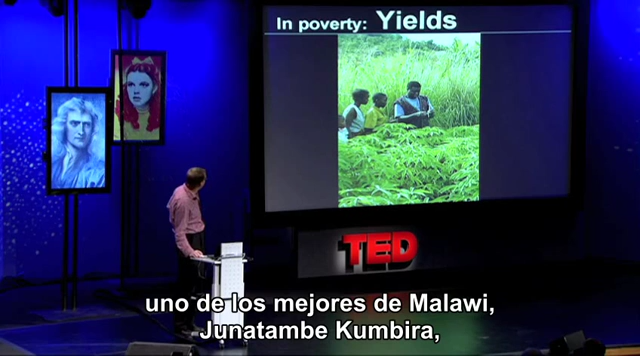 In poverty: Yields
TED
uno de los mejores de Malawi,
Junatambe Kumbira,